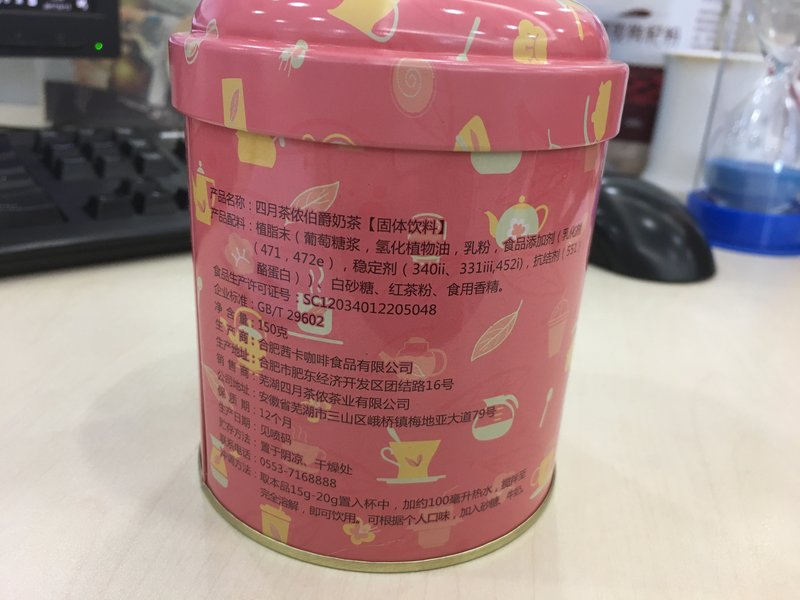 产品名称：四月茶侬伯爵奶茶【固体饮料】
产品配料：植脂末（葡萄糖浆，氢化植物油，乳粉，食品添加剂（乳化剂
（471，472e），稳定剂（340ii、331iii,452i），抗结剂（551）
酪蛋白））、白砂糖、红茶粉、食用香精。
食品生产许可证号：SC12034012205048
企业标准：GB/T 29602
净 含 量：150克
生 产 商：合肥茜卡咖啡食品有限公司
生产地址：合肥市肥东经济开发区团结路16号
销 售 商：芜湖四月茶侬茶业有限公司
公司地址：安徽省芜湖市三山区峨桥镇梅地亚大道79号
保 质 期：12个月
生产日期：见喷码
贮存方法：置于阴凉、干燥处
联系电话：0553-7168888
冲调方法：取本品15g-20g置入杯中，加约100毫升热水，搅拌至
完全溶解，即可饮用。可根据个人口味，加入砂糖、牛奶。